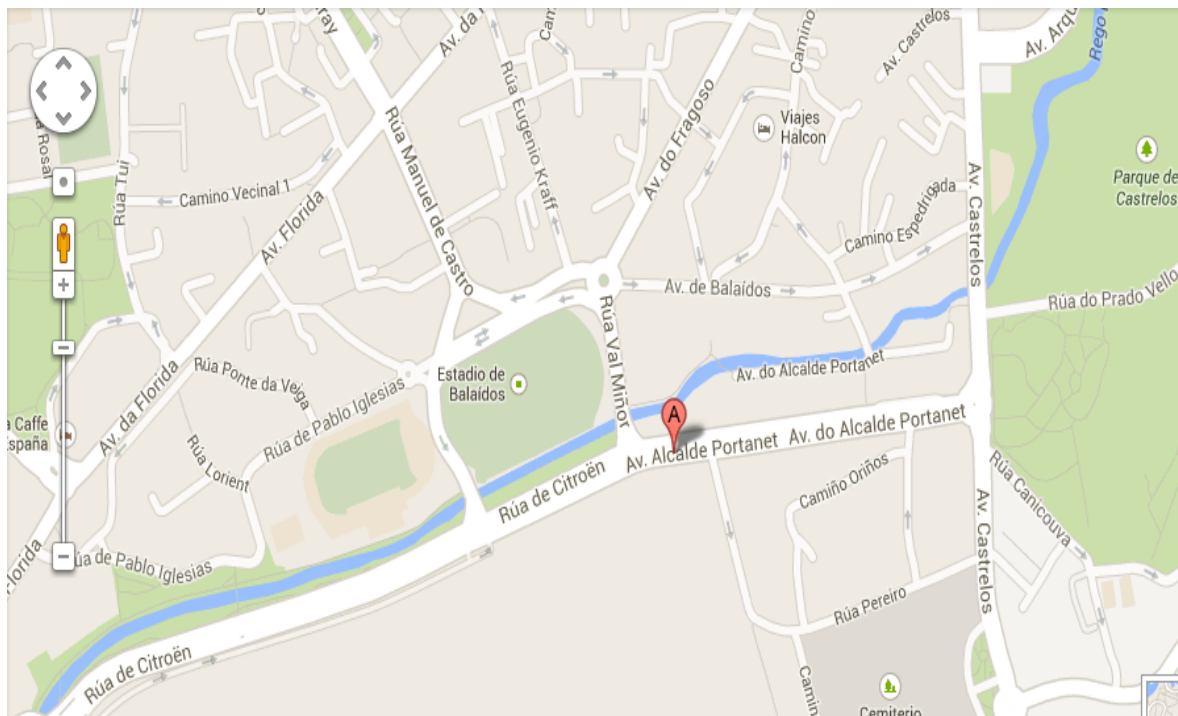 Av. da
Av. Castrelos
Av. Arqu
Rego
Camino
Rúa Eugenio Kraff
Rúa Manuel de Castro
Av. do Fragoso
Viajes
Halcon
Rosal
Rúa Tui
Camino Vecinal 1
Av. Florida
Parque de
Castrelos
Av. Castrelos
Camino Espedrigada
Av. de Balaídos
Rúa do Prado Vello
Rúa Val Miñor
Rúa Ponte da Veiga
Rúa de Pablo Iglesias
Estadio de
Balaídos
Av. do Alcalde Portanet
A
Av. da Florida
a Caffe
España
Rúa Lorient
Av. Alcalde Portanet
Av. do Alcalde Portanet
Rúa de Citroën
Camiño Oriños
Rúa Canicouva
Av. Castrelos
Florida
Rúa de Pablo Iglesias
Rúa Pereiro
Rúa de Citroën
Camin
Cemiterio